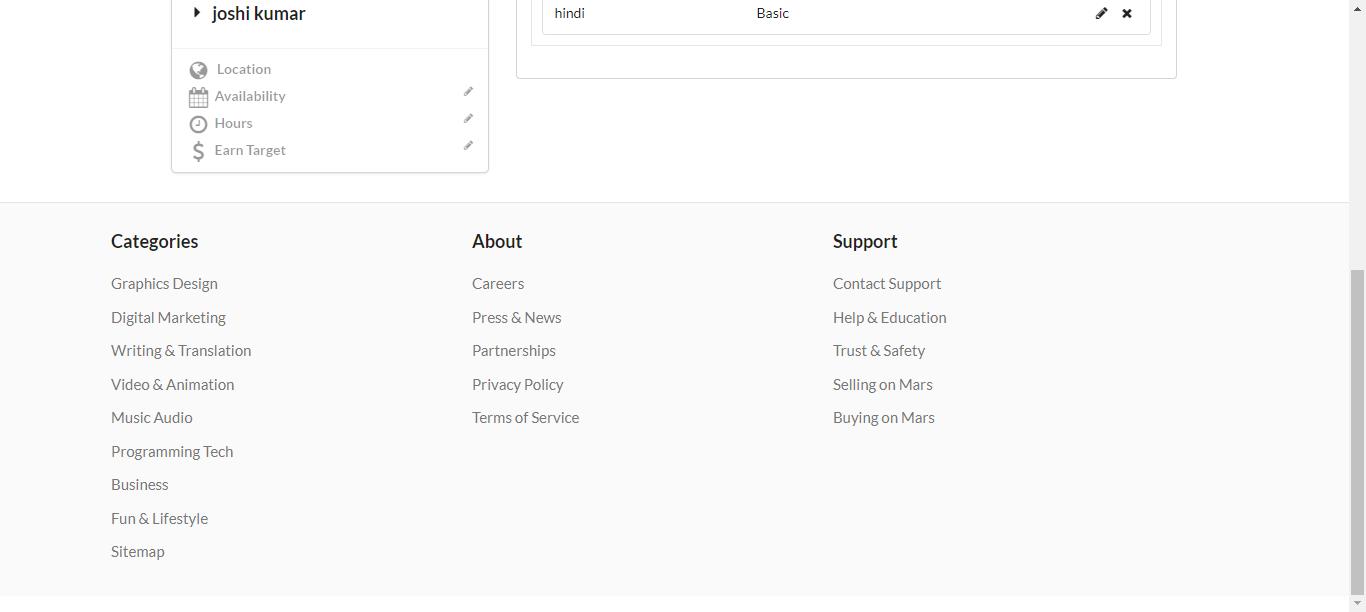 joshi kumar
Location
Availability
Hours
Earn Target
hindi Basic
Categories
Graphics Design
Digital Marketing
Writing & Translation
Video & Animation
Music Audio
Programming Tech
Business
Fun & Lifestyle
Sitemap
About
Careers
Press & News
Partnerships
Privacy Policy
Terms of Service
Support
Contact Support
Help & Education
Trust & Safety
Selling on Mars
Buying on Mars